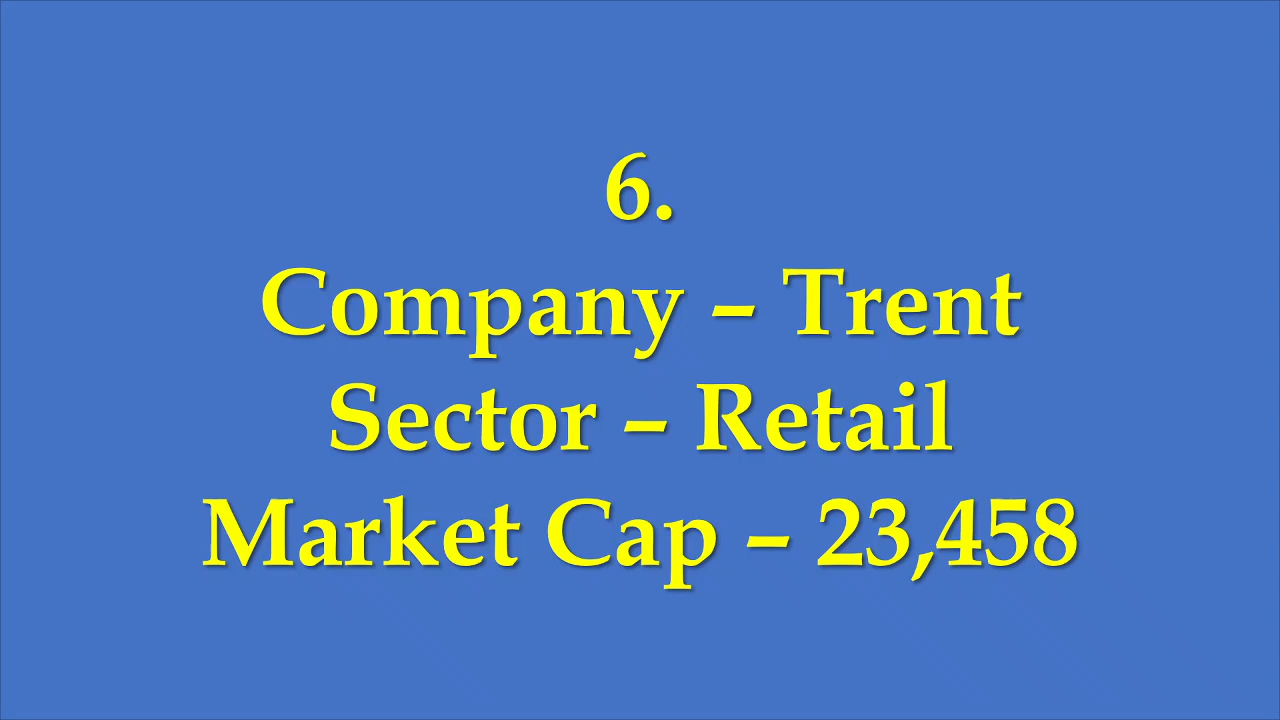 6.
Company – Trent
Sector – Retail
Market Cap – 23,458